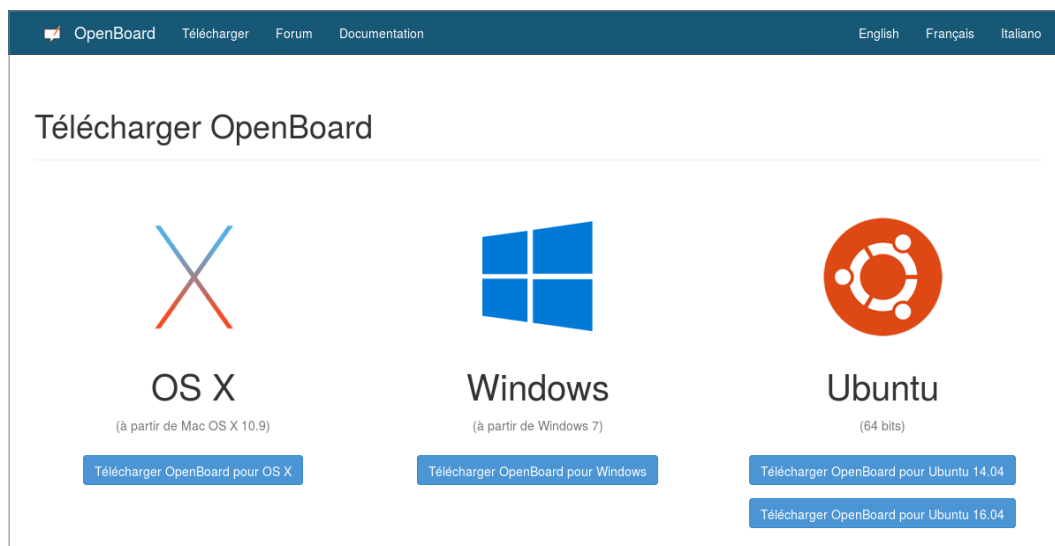 OpenBoard Télécharger Forum Documentation English Français Italiano
Télécharger OpenBoard
OS X
(à partir de Mac OS X 10.9)
Télécharger OpenBoard pour OS X
Windows
(à partir de Windows 7)
Télécharger OpenBoard pour Windows
Ubuntu
(64 bits)
Télécharger OpenBoard pour Ubuntu 14.04
Télécharger OpenBoard pour Ubuntu 16.04